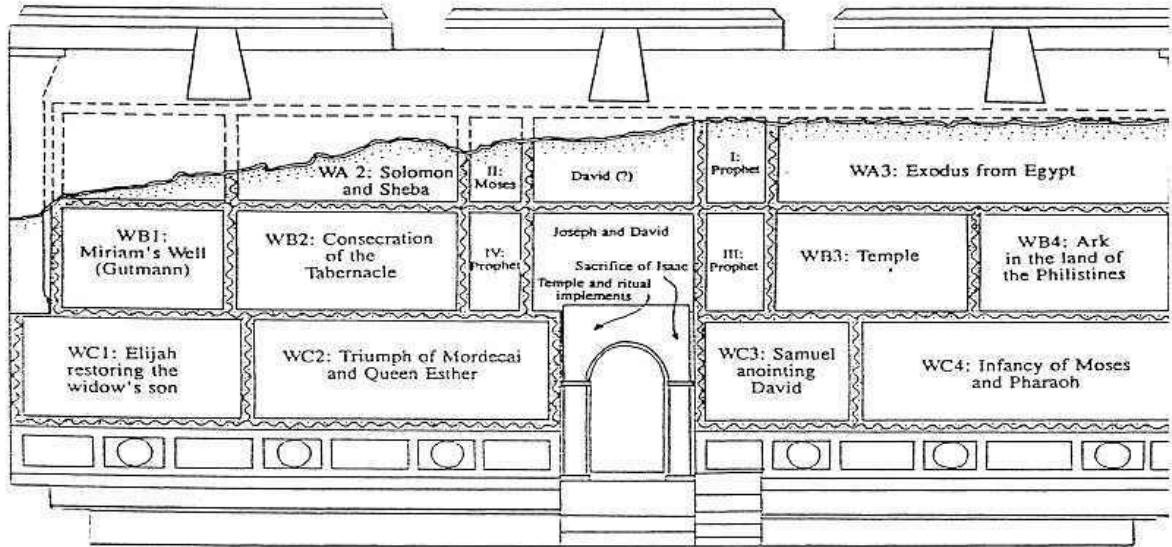 WA 2: Solomon
and Sheba
II:
Moses
David (?)
I:
Prophet
WA3: Exodus from Egypt
WB1:
Miriam's Well
(Gutmann)
WB2: Consecration
of the
Tabernacle
IV:
Prophet
Joseph and David
Sacrifice of Isaac
Temple and ritual
implements
III:
Prophet
WB3: Temple
WB4: Ark
in the land
of the
Philistines
WC1: Elijah
restoring the
widow's son
WC2: Triumph of Mordecai
and Queen Esther
WC3: Samuel
anointing
David
WC4: Infancy of Moses
and Pharaoh